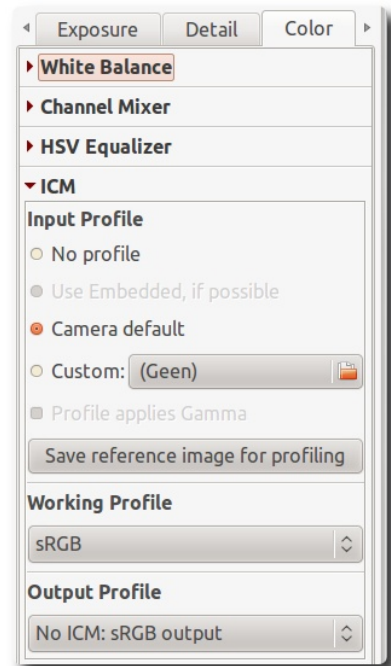 Exposure Detail Color
White Balance
Channel Mixer
HSV Equalizer
ICM
Input Profile
No profile
Use Embedded, if possible
Camera default
Custom: (Geen)
Profile applies Gamma
Save reference image for profiling
Working Profile
sRGB
Output Profile
No ICM: sRGB output